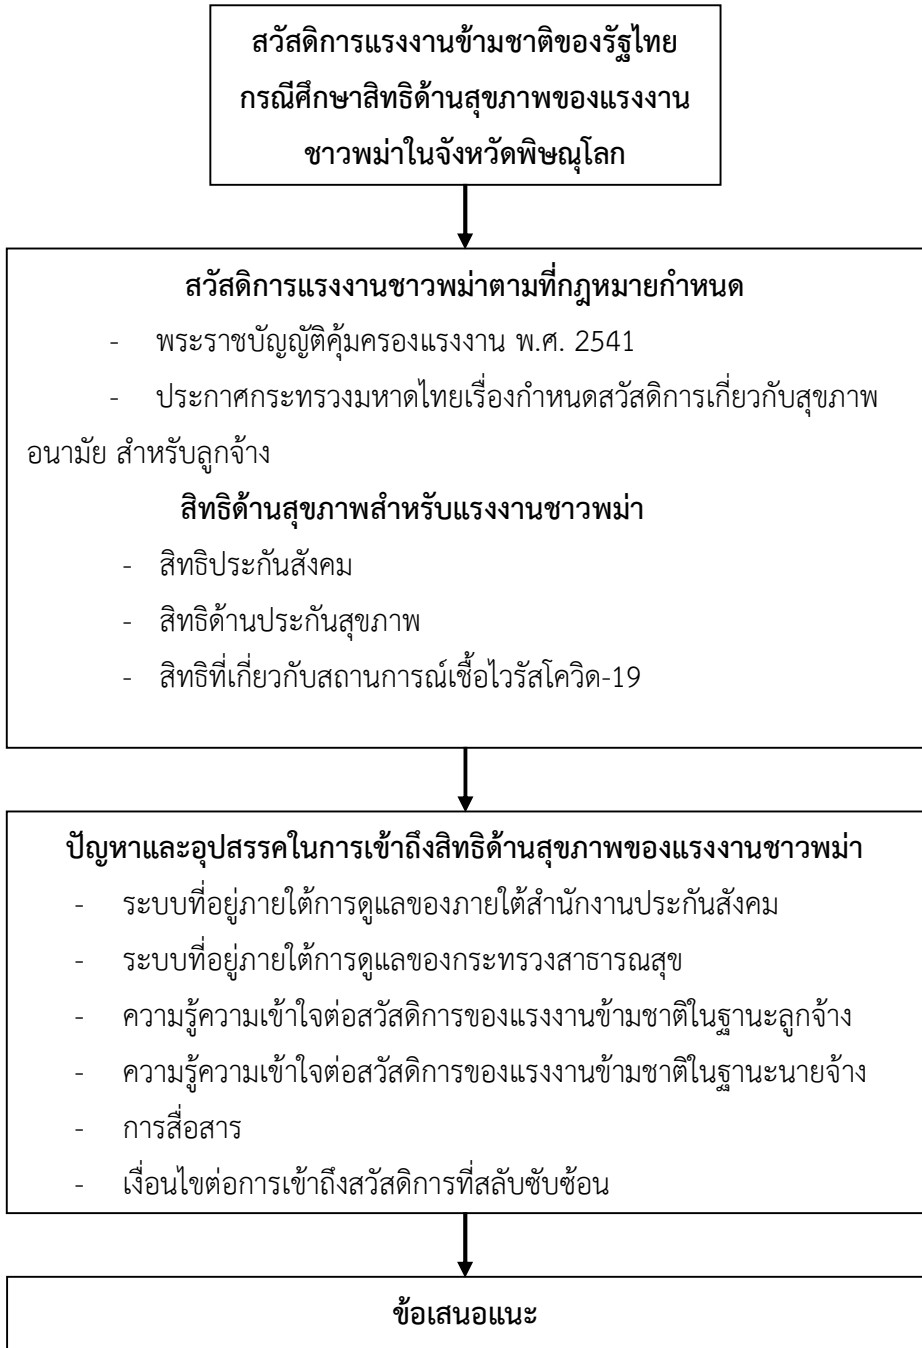 สวัสดิการแรงงานข้ามชาติของรัฐไทย
กรณีศึกษาสิทธิด้านสุขภาพของแรงงาน
ชาวพม่าในจังหวัดพิษณุโลก
สวัสดิการแรงงานชาวพม่าตามที่กฎหมายกำหนด
- พระราชบัญญัติคุ้มครองแรงงาน พ.ศ. 2541
- ประกาศกระทรวงมหาดไทยเรื่องกำหนดสวัสดิการเกี่ยวกับสุขภาพ
อนามัย สำหรับลูกจ้าง
สิทธิด้านสุขภาพสำหรับแรงงานชาวพม่า
- สิทธิประกันสังคม
- สิทธิด้านประกันสุขภาพ
- สิทธิที่เกี่ยวกับสถานการณ์เชื้อไวรัสโควิด-19
ปัญหาและอุปสรรคในการเข้าถึงสิทธิด้านสุขภาพของแรงงานชาวพม่า
- ระบบที่อยู่ภายใต้การดูแลของภายใต้สำนักงานประกันสังคม
- ระบบที่อยู่ภายใต้การดูแลของกระทรวงสาธารณสุข
- ความรู้ความเข้าใจต่อสวัสดิการของแรงงานข้ามชาติในฐานะลูกจ้าง
- ความรู้ความเข้าใจต่อสวัสดิการของแรงงานข้ามชาติในฐานะนายจ้าง
- การสื่อสาร
- เงื่อนไขต่อการเข้าถึงสวัสดิการที่สลับซับซ้อน
ข้อเสนอแนะ